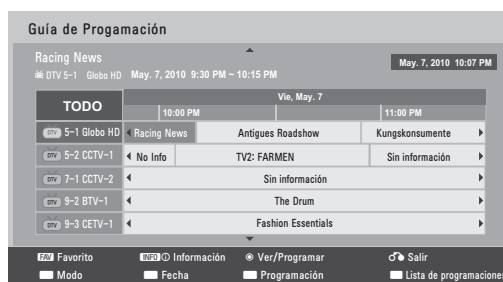 Guía de Progamación
Racing News
DTV 5-1 Globo HD May. 7, 2010 9:30 PM ~ 10:15 PM
May. 7, 2010 10:07 PM
TODO
Vie, May. 7
10:00 PM 11:00 PM
DTV 5-1 Globo HD Racing News Antigues Roadshow Kungskonsumente
DTV 5-2 CCTV-1 No Info TV2: FARMEN Sin información
DTV 7-1 CCTV-2 Sin información
DTV 9-2 BTV-1 The Drum
DTV 9-3 CETV-1 Fashion Essentials
FAV Favorito INFO Información Ver/Programar Salir
Modo Fecha Programación Lista de programaciones